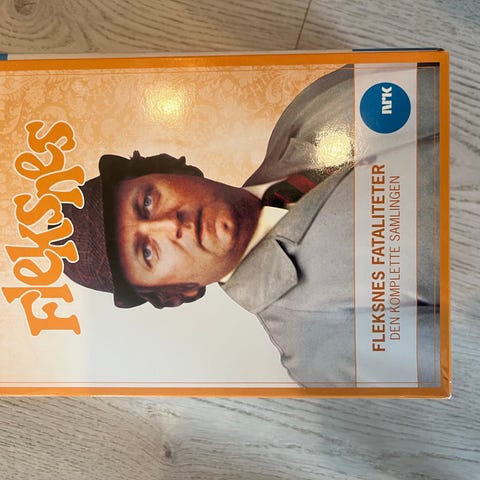 Fleksnes
nrk
FLEKSNES FATALITETER
DEN KOMPLETTE SAMLINGEN